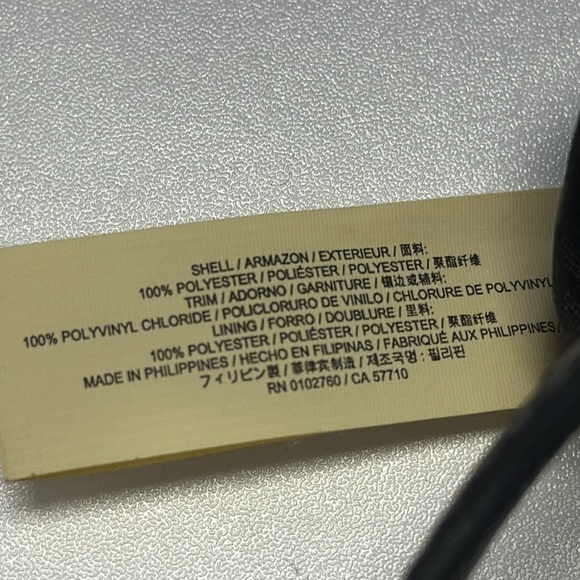 SHELL / ARMAZON / EXTERIEUR / 面料:
100% POLYESTER / POLIÉSTER / POLYESTER / 聚酯纤维
TRIM / ADORNO / GARNITURE / 镶边或辅料:
100% POLYVINYL CHLORIDE / POLICLORURO DE VINILO / CHLORURE DE POLYVINYL
LINING / FORRO / DOUBLURE / 里料:
100% POLYESTER / POLIÉSTER / POLYESTER / 聚酯纤维
MADE IN PHILIPPINES / HECHO EN FILIPINAS / FABRIQUÉ AUX PHILIPPINES /
フィリピン製 / 菲律宾制造 / 제조국명: 필리핀
RN 0102760 / CA 57710